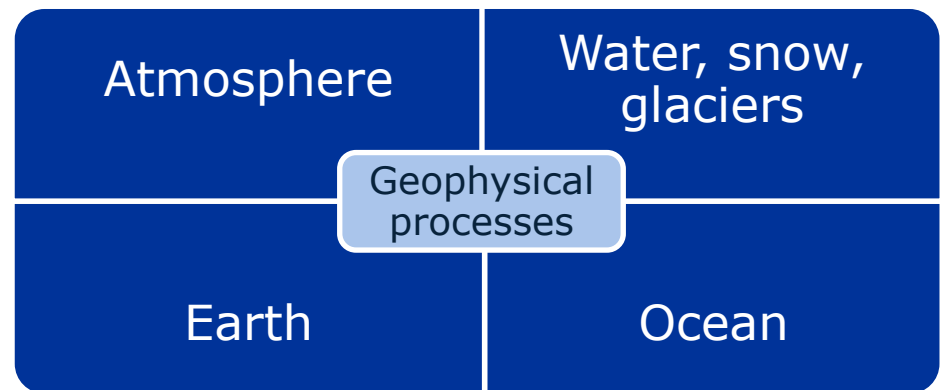 Atmosphere
Water, snow,
glaciers
Geophysical
processes
Earth
Ocean